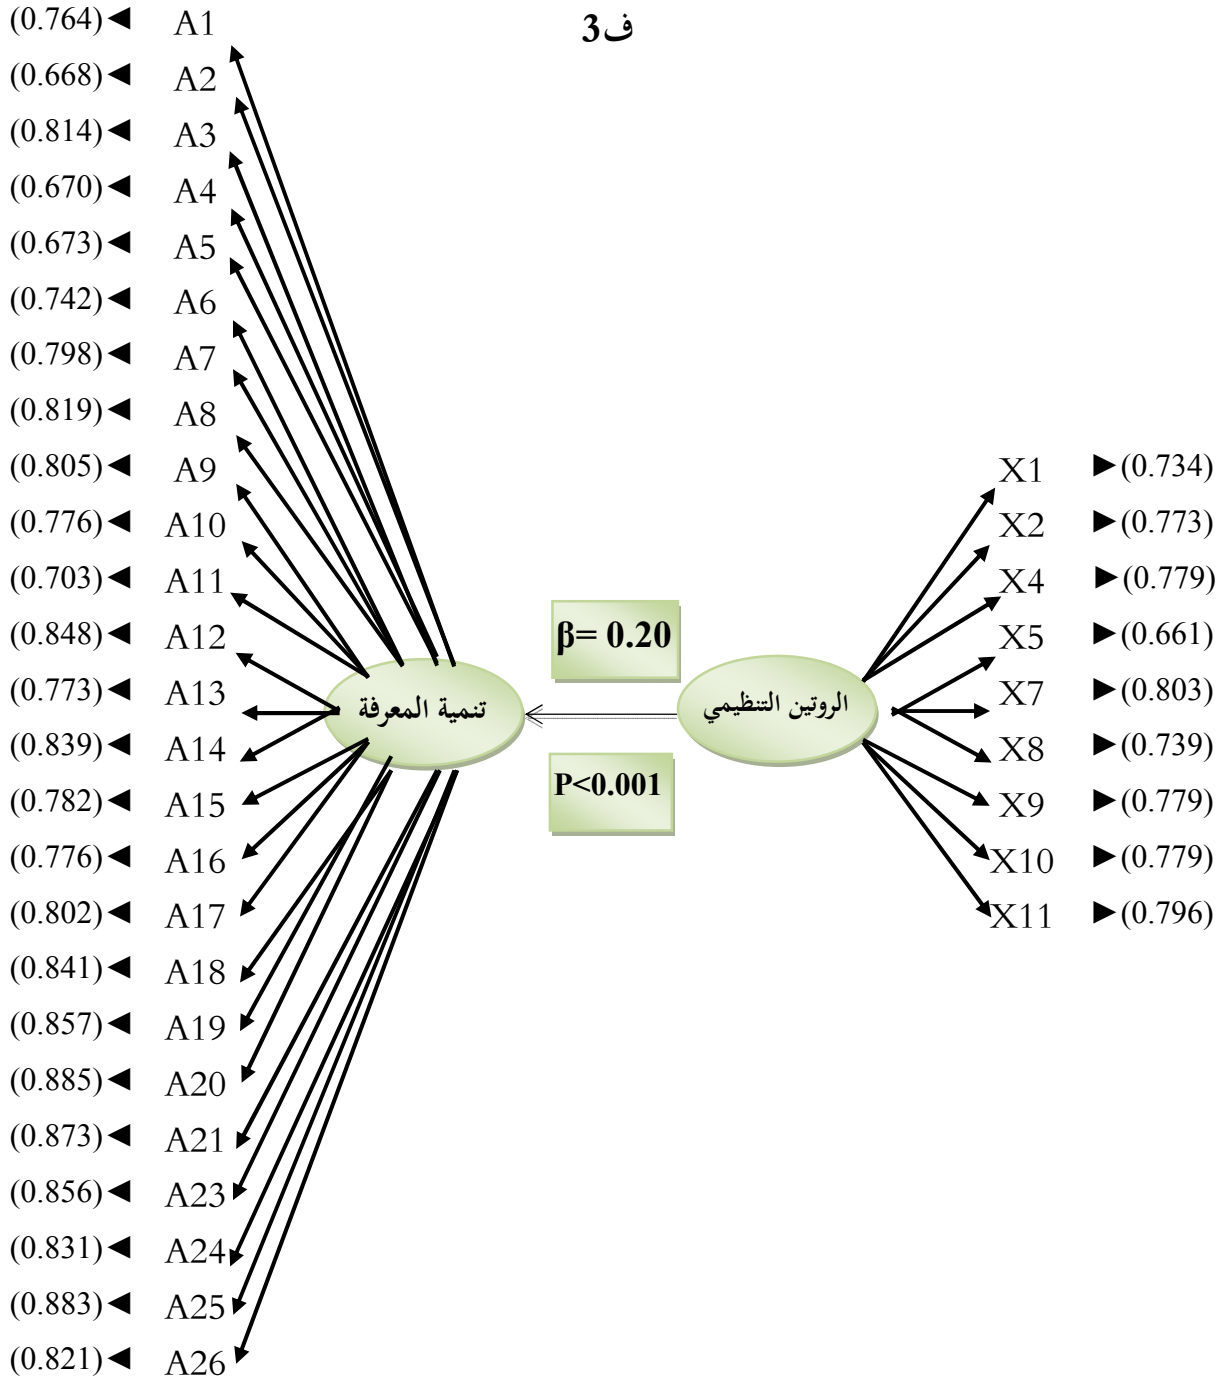 ف3
(0.764)◄ A1
(0.668)◄ A2
(0.814)◄ A3
(0.670)◄ A4
(0.673)◄ A5
(0.742)◄ A6
(0.798)◄ A7
(0.819)◄ A8
(0.805)◄ A9
(0.776)◄ A10
(0.703)◄ A11
(0.848)◄ A12
(0.773)◄ A13
(0.839)◄ A14
(0.782)◄ A15
(0.776)◄ A16
(0.802)◄ A17
(0.841)◄ A18
(0.857)◄ A19
(0.885)◄ A20
(0.873)◄ A21
(0.856)◄ A23
(0.831)◄ A24
(0.883)◄ A25
(0.821)◄ A26
تنمية المعرفة
β= 0.20
P<0.001
الروتين التنظيمي
X1 ►(0.734)
X2 ►(0.773)
X4 ►(0.779)
X5 ►(0.661)
X7 ►(0.803)
X8 ►(0.739)
X9 ►(0.779)
X10 ►(0.779)
X11 ►(0.796)